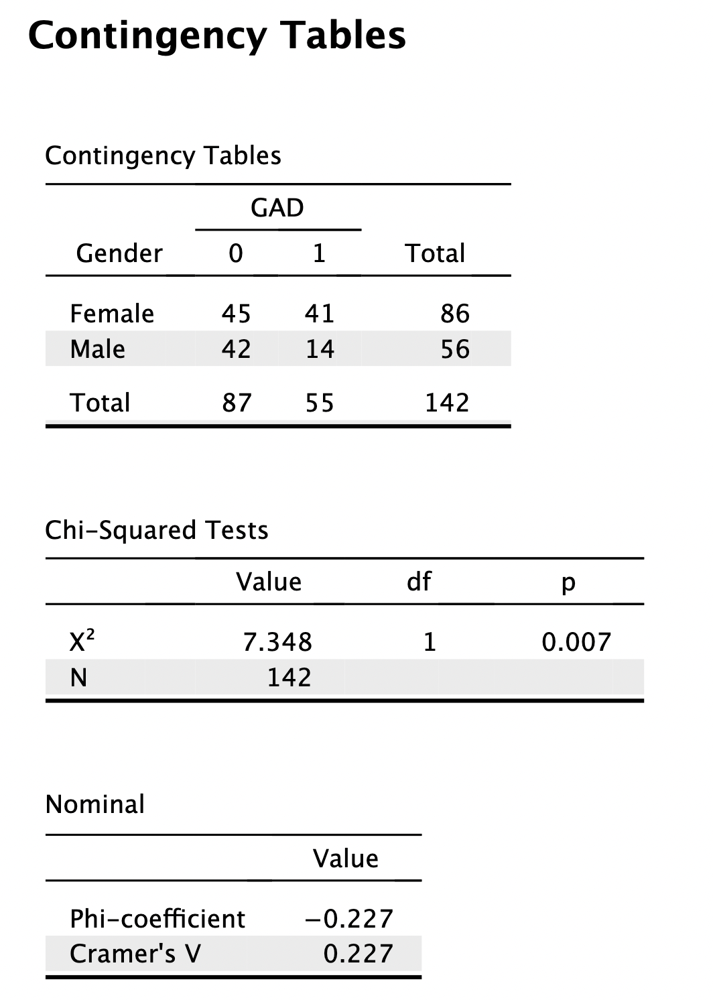 Contingency Tables
Contingency Tables
GAD
Gender 0 1 Total
Female 45 41 86
Male 42 14 56
Total 87 55 142
Chi-Squared Tests
Value df p
X² 7.348 1 0.007
N 142
Nominal
Value
Phi-coefficient −0.227
Cramer's V 0.227